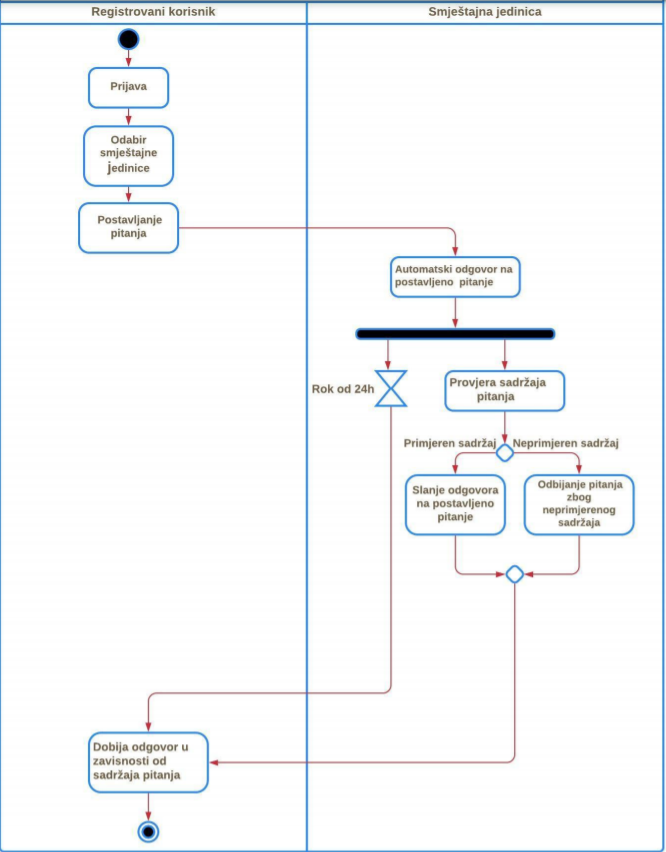 Registrovani korisnik
Smještajna jedinica
Prijava
Odabir
smještajne
jedinice
Postavljanje
pitanja
Automatski odgovor na
postavljeno pitanje
Rok od 24h
Provjera sadržaja
pitanja
Primjeren sadržaj
Neprimjeren sadržaj
Slanje odgovora
na postavljeno
pitanje
Odbijanje pitanja
zbog
neprimjerenog
sadržaja
Dobija odgovor u
zavisnosti od
sadržaja pitanja